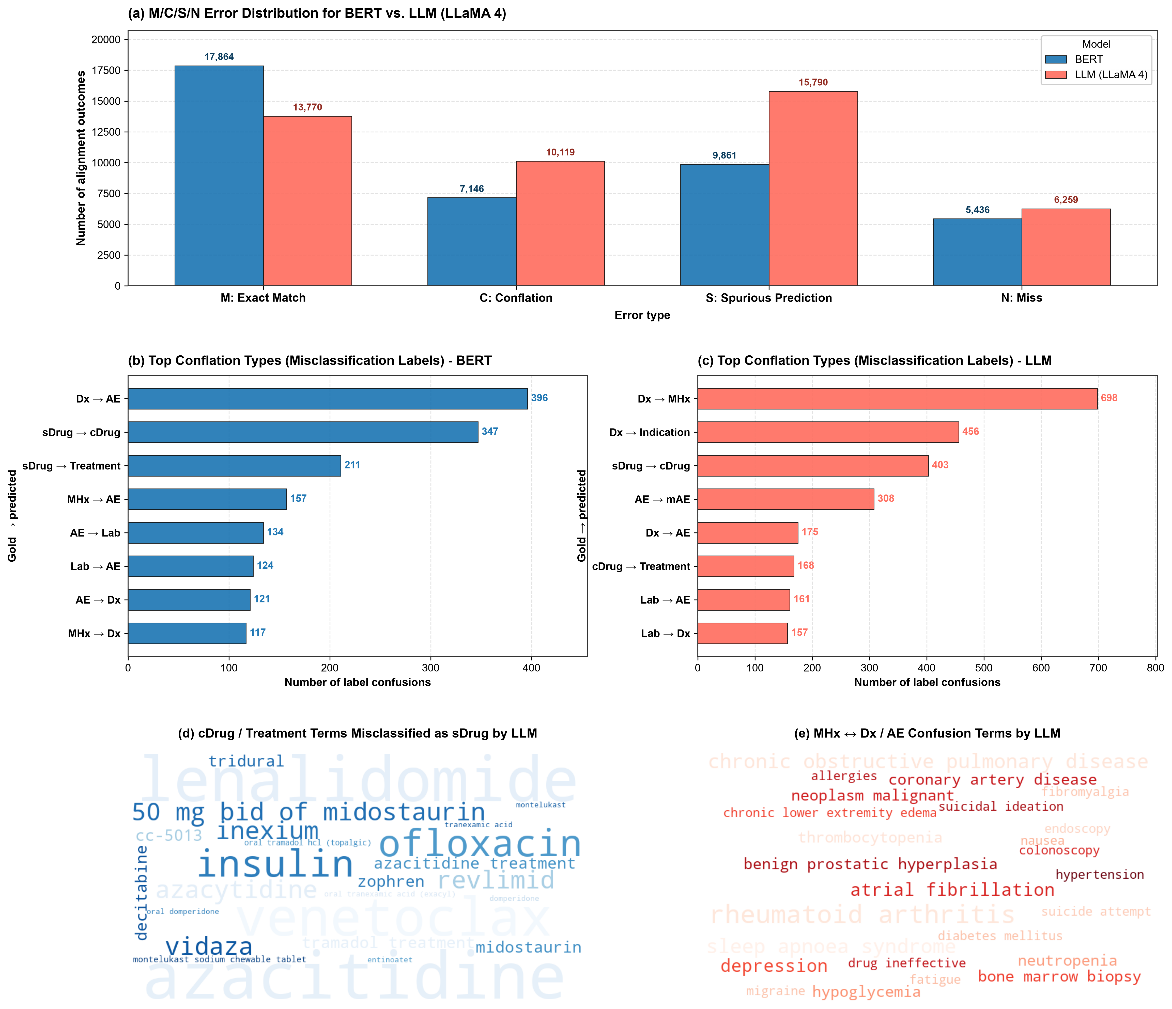 (a) M/C/S/N Error Distribution for BERT vs. LLM (LLaMA 4)
Number of alignment outcomes
20000
17500
15000
12500
10000
7500
5000
2500
0
17,864
13,770
7,146
10,119
9,861
15,790
5,436
6,259
Model
BERT
LLM (LLaMA 4)
M: Exact Match
C: Conflation
S: Spurious Prediction
N: Miss
Error type
(b) Top Conflation Types (Misclassification Labels) - BERT
Gold → predicted
Dx → AE 396
sDrug → cDrug 347
sDrug → Treatment 211
MHx → AE 157
AE → Lab 134
Lab → AE 124
AE → Dx 121
MHx → Dx 117
0 100 200 300 400
Number of label confusions
(c) Top Conflation Types (Misclassification Labels) - LLM
Gold → predicted
Dx → MHx 698
Dx → Indication 456
sDrug → cDrug 403
AE → mAE 308
Dx → AE 175
cDrug → Treatment 168
Lab → AE 161
Lab → Dx 157
0 100 200 300 400 500 600 700 800
Number of label confusions
(d) cDrug / Treatment Terms Misclassified as sDrug by LLM
tridural
lenalidomide
50 mg bid of midostaurin
montelukast
tranexamic acid
cc-5013
inexium
oral tramadol hcl (topalgic)
ofloxacin
insulin
azacitidine treatment
decitabine
zophren
revlimid
azacytidine
oral tranexamic acid (exacyl)
domperidone
oral domperidone
venetoclax
vidaza
tramadol treatment
midostaurin
montelukast sodium chewable tablet
entinoatet
azacitidine
(e) MHx ↔ Dx / AE Confusion Terms by LLM
chronic obstructive pulmonary disease
allergies
coronary artery disease
neoplasm malignant
fibromyalgia
chronic lower extremity edema
suicidal ideation
thrombocytopenia
endoscopy
nausea
colonoscopy
benign prostatic hyperplasia
hypertension
atrial fibrillation
rheumatoid arthritis
suicide attempt
diabetes mellitus
sleep apnoea syndrome
depression
drug ineffective
neutropenia
fatigue
bone marrow biopsy
migraine
hypoglycemia